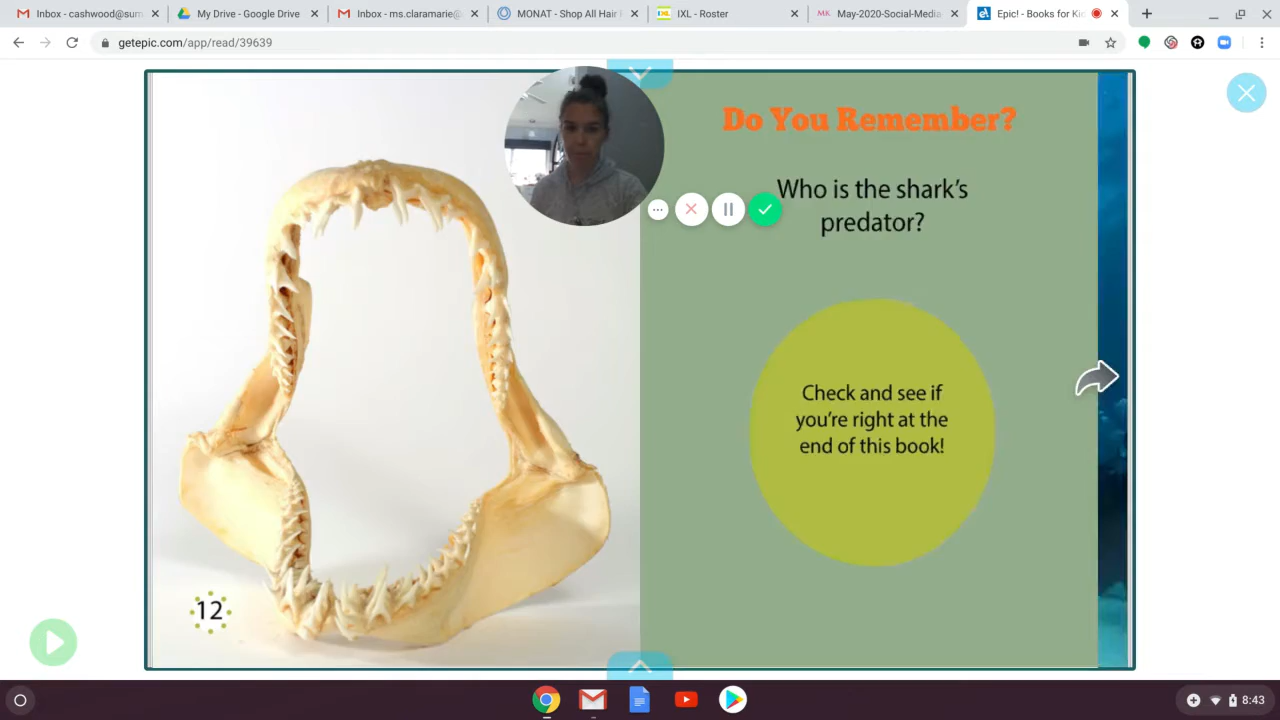 Inbox - cashwood@sum
My Drive - Google Drive
Inbox - ms.claramarie@
MONAT - Shop All Hair
IXL - Roster
May-2020-Social-Media
Epic! - Books for Kid
getepic.com/app/read/39639
Do You Remember?
Who is the shark's
predator?
Check and see if
you're right at the
end of this book!
12
8:43